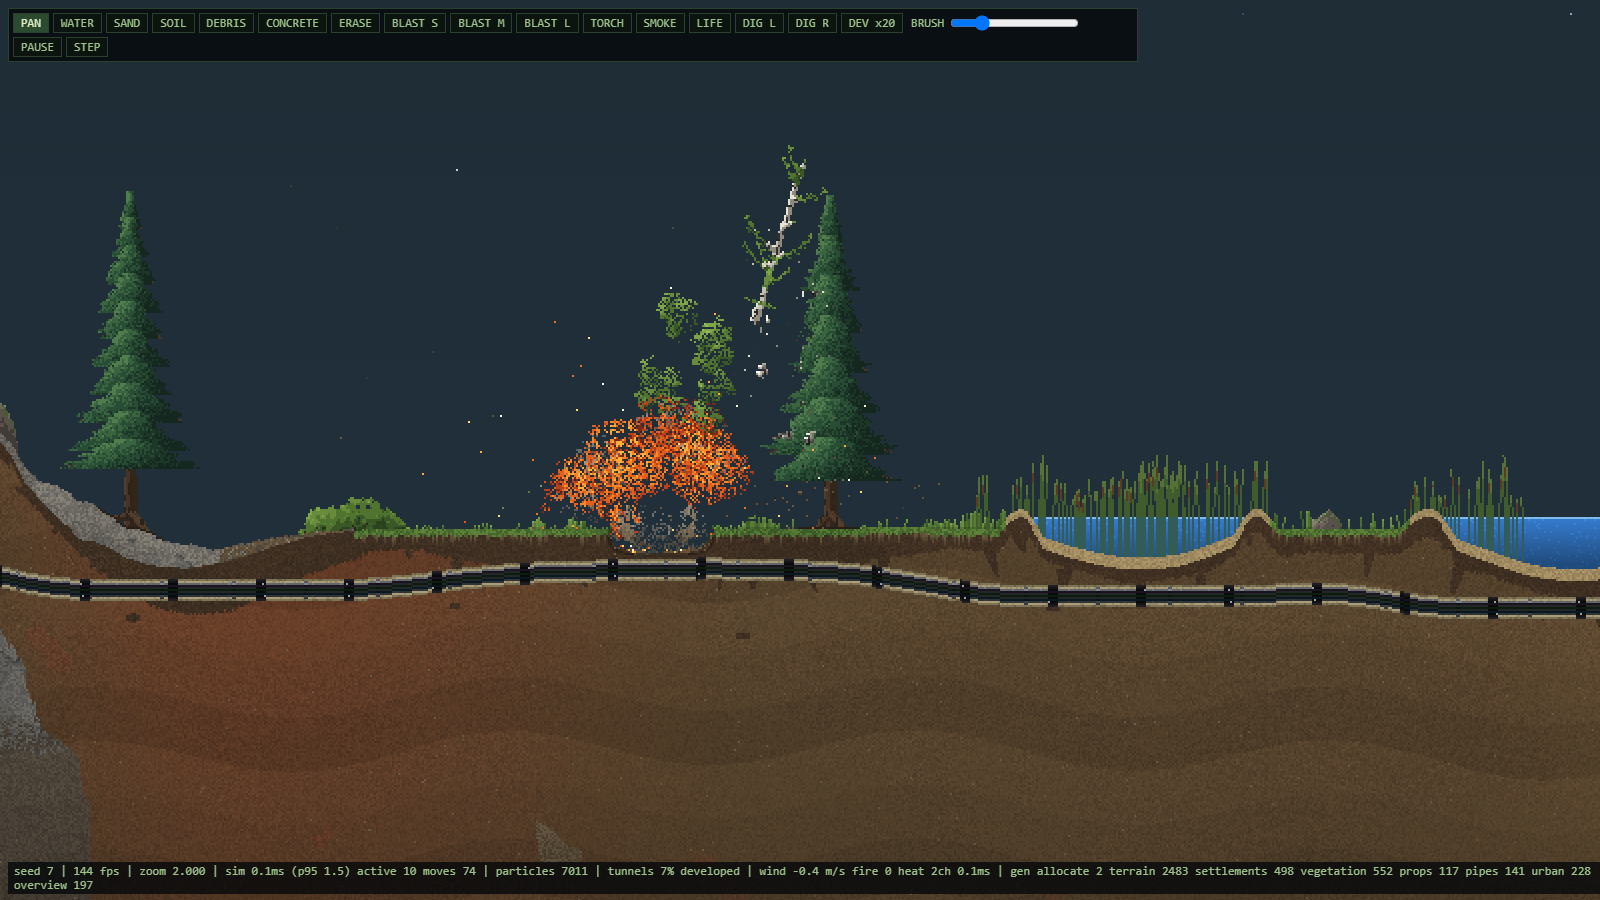 PAN WATER SAND SOIL DEBRIS CONCRETE ERASE BLAST S BLAST M BLAST L TORCH SMOKE LIFE DIG L DIG R DEV x20 BRUSH
PAUSE STEP
seed 7 | 144 fps | zoom 2.000 | sim 0.1ms (p95 1.5) active 10 moves 74 | particles 7011 | tunnels 7% developed | wind -0.4 m/s fire 0 heat 2ch 0.1ms | gen allocate 2 terrain 2483 settlements 498 vegetation 552 props 117 pipes 141 urban 228
overview 197